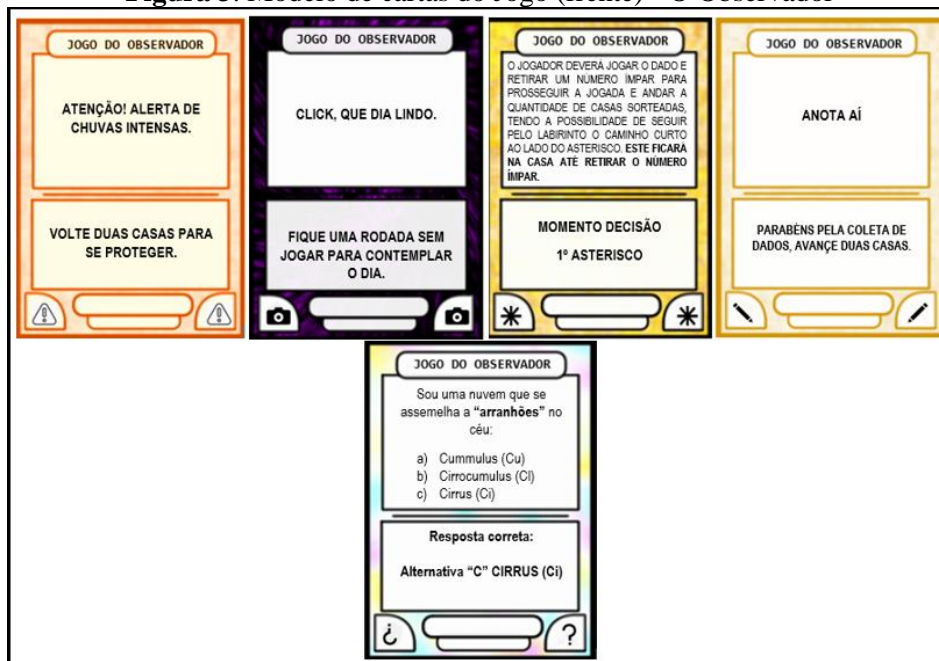 Figura 3: Modelo de cartas do Jogo (frente) - O Observador
JOGO DO OBSERVADOR
ATENÇÃO! ALERTA DE
CHUVAS INTENSAS.
VOLTE DUAS CASAS PARA
SE PROTEGER.
JOGO DO OBSERVADOR
CLICK, QUE DIA LINDO.
FIQUE UMA RODADA SEM
JOGAR PARA CONTEMPLAR
O DIA.
JOGO DO OBSERVADOR
O JOGADOR DEVERÁ JOGAR O DADO E
RETIRAR UM NÚMERO ÍMPAR PARA
PROSSEGUIR A JOGADA E ANDAR A
QUANTIDADE DE CASAS SORTEADAS,
TENDO A POSSIBILIDADE DE SEGUIR
PELO LABIRINTO O CAMINHO CURTO
AO LADO DO ASTERISCO. ESTE FICARÁ
NA CASA ATÉ RETIRAR O NÚMERO
ÍMPAR.
MOMENTO DECISÃO
1º ASTERISCO
JOGO DO OBSERVADOR
ANOTA AÍ
PARABÉNS PELA COLETA DE
DADOS, AVANÇE DUAS CASAS.
JOGO DO OBSERVADOR
Sou uma nuvem que se
assemelha a “arranhões” no
céu:
a) Cummulus (Cu)
b) Cirrocumulus (Cl)
c) Cirrus (Ci)
Resposta correta:
Alternativa “C” CIRRUS (Ci)
¿ ?